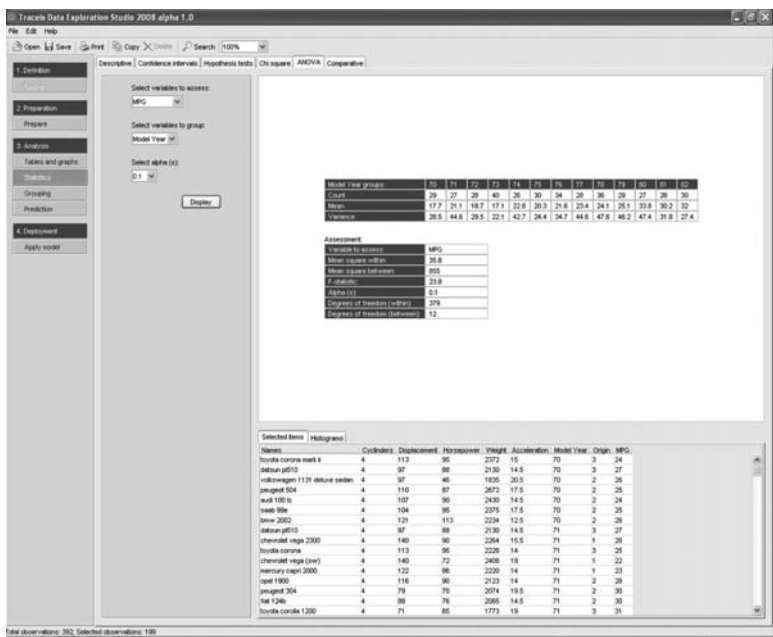 Traceis Data Exploration Studio 2008 alpha 1.0
File Edit Help
Open Save Print Copy Delete Search 100%
Descriptive Confidence intervals Hypothesis tests Chi square ANOVA Comparative
1. Definition
2. Preparation
Prepare
3. Analysis
Tables and graphs
Statistics
Grouping
Prediction
4. Deployment
Apply model
Select variables to assess:
MPG
Select variables to group:
Model Year
Select alpha (α):
0.1
Display
Model Year groups: 70 71 72 73 74 75 76 77 78 79 80 81 82
Count 29 27 28 40 26 30 34 28 36 29 27 28 30
Mean 17.7 21.1 18.7 17.1 22.8 20.3 21.6 23.4 24.1 25.1 33.8 30.2 32
Variance 28.5 44.8 29.5 22.1 42.7 24.4 34.7 44.6 47.8 46.2 47.4 31.8 27.4
Assessment:
Variable to assess: MPG
Mean square within: 35.8
Mean square between: 855
F-statistic: 23.8
Alpha (α): 0.1
Degrees of freedom (within): 379
Degrees of freedom (between): 12
Selected items Histograms
Names Cyclinders Displacement Horsepower Weight Acceleration Model Year Origin MPG
toyota corona mark ii 4 113 95 2372 15 70 3 24
datsun pl510 4 97 88 2130 14.5 70 3 27
volkswagen 1131 deluxe sedan 4 97 46 1835 20.5 70 2 26
peugeot 504 4 110 87 2672 17.5 70 2 25
audi 100 ls 4 107 90 2430 14.5 70 2 24
saab 99e 4 104 95 2375 17.5 70 2 25
bmw 2002 4 121 113 2234 12.5 70 2 26
datsun pl510 4 97 88 2130 14.5 71 3 27
chevrolet vega 2300 4 140 90 2264 15.5 71 1 28
toyota corona 4 113 95 2228 14 71 3 25
chevrolet vega (sw) 4 140 72 2408 19 71 1 22
mercury capri 2000 4 122 86 2220 14 71 1 23
opel 1900 4 116 90 2123 14 71 2 28
peugeot 304 4 79 70 2074 19.5 71 2 30
fiat 124b 4 88 76 2065 14.5 71 2 30
toyota corolla 1200 4 71 65 1773 19 71 3 31
Total observations: 392, Selected observations: 199